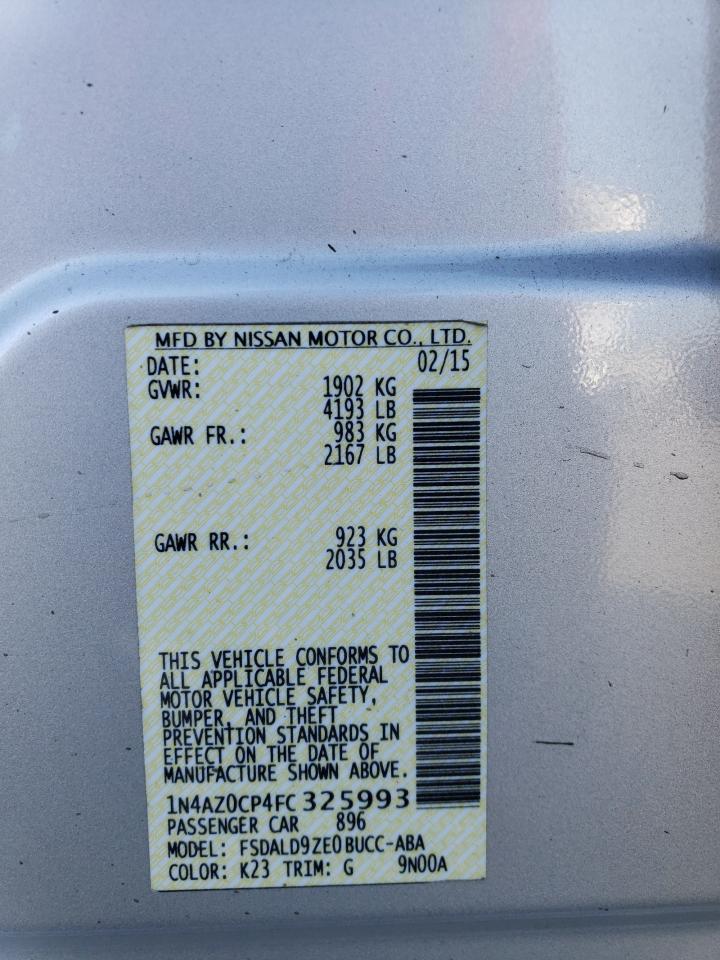 MFD BY NISSAN MOTOR CO., LTD.
DATE: 02/15
GVWR: 1902 KG
4193 LB
GAWR FR.: 983 KG
2167 LB
GAWR RR.: 923 KG
2035 LB
THIS VEHICLE CONFORMS TO
ALL APPLICABLE FEDERAL
MOTOR VEHICLE SAFETY,
BUMPER, AND THEFT
PREVENTION STANDARDS IN
EFFECT ON THE DATE OF
MANUFACTURE SHOWN ABOVE.
1N4AZ0CP4FC325993
PASSENGER CAR 896
MODEL: FSDALD9ZE0BUCC-ABA
COLOR: K23 TRIM: G 9N00A